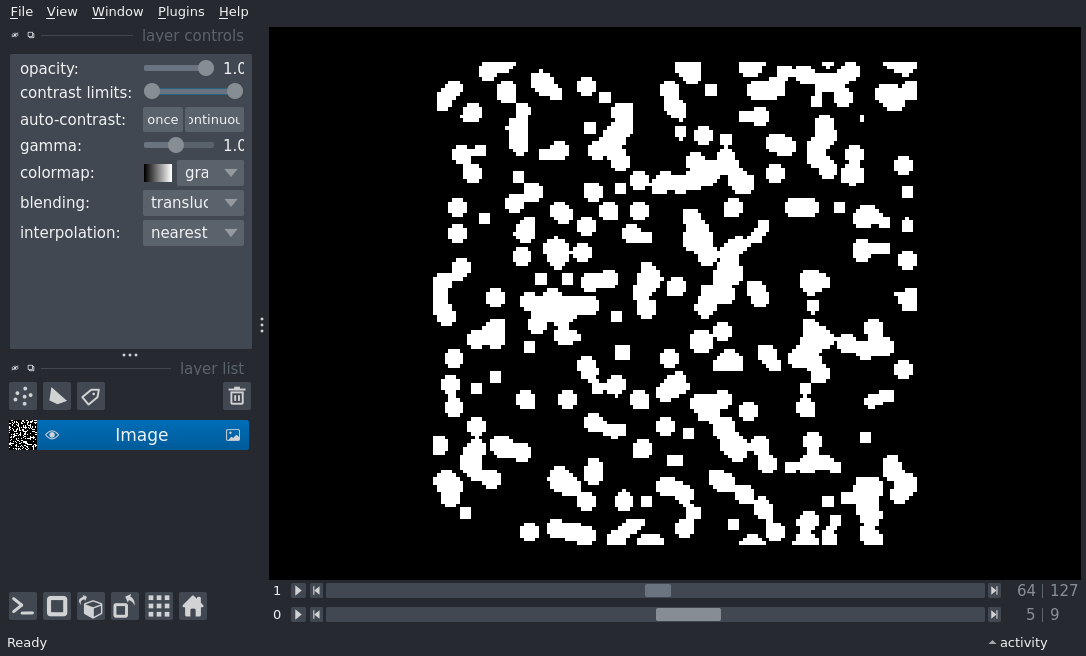 File View Window Plugins Help
layer controls
opacity: 1.0
contrast limits:
auto-contrast: once ontinuou
gamma: 1.0
colormap: gra
blending: transluc
interpolation: nearest
layer list
Image
1 64 127
0 5 9
Ready activity